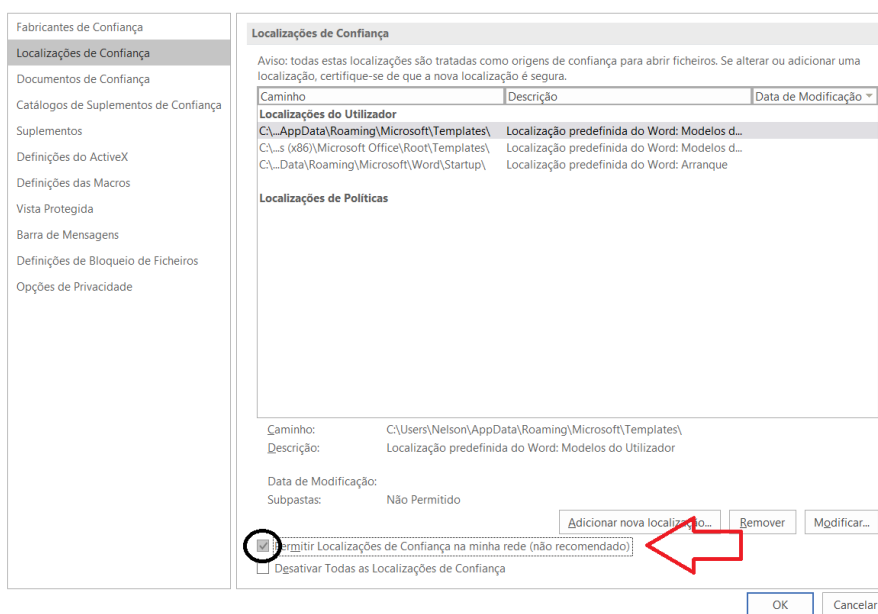 Fabricantes de Confiança
Localizações de Confiança
Documentos de Confiança
Catálogos de Suplementos de Confiança
Suplementos
Definições do ActiveX
Definições das Macros
Vista Protegida
Barra de Mensagens
Definições de Bloqueio de Ficheiros
Opções de Privacidade
Localizações de Confiança
Aviso: todas estas localizações são tratadas como origens de confiança para abrir ficheiros. Se alterar ou adicionar uma
localização, certifique-se de que a nova localização é segura.
Caminho Descrição Data de Modificação
Localizações do Utilizador
C:\...AppData\Roaming\Microsoft\Templates\ Localização predefinida do Word: Modelos d...
C:\...s (x86)\Microsoft Office\Root\Templates\ Localização predefinida do Word: Modelos d...
C:\...Data\Roaming\Microsoft\Word\Startup\ Localização predefinida do Word: Arranque
Localizações de Políticas
Caminho: C:\Users\Nelson\AppData\Roaming\Microsoft\Templates\
Descrição: Localização predefinida do Word: Modelos do Utilizador
Data de Modificação:
Subpastas: Não Permitido
Adicionar nova localização... Remover Modificar...
Permitir Localizações de Confiança na minha rede (não recomendado)
Desativar Todas as Localizações de Confiança
OK Cancelar